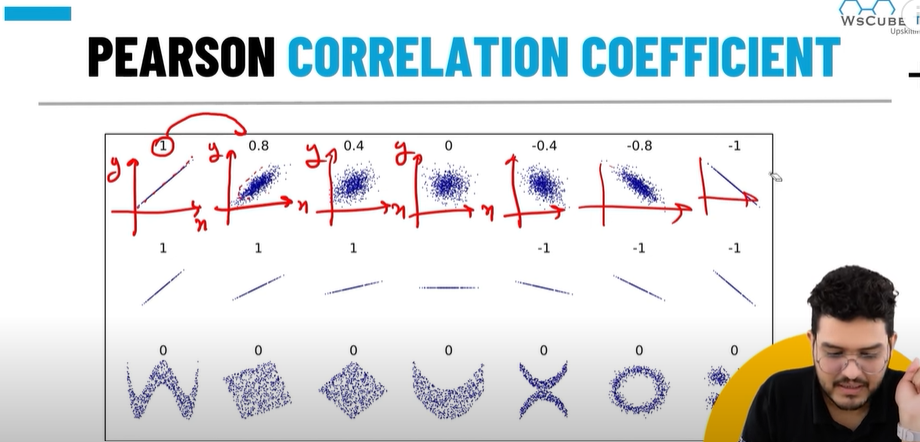 WSCUBE
Upskill
PEARSON CORRELATION COEFFICIENT
1 0.8 0.4 0 -0.4 -0.8 -1
y y y y
x x x x
1 1 1 -1 -1 -1
0 0 0 0 0 0 0